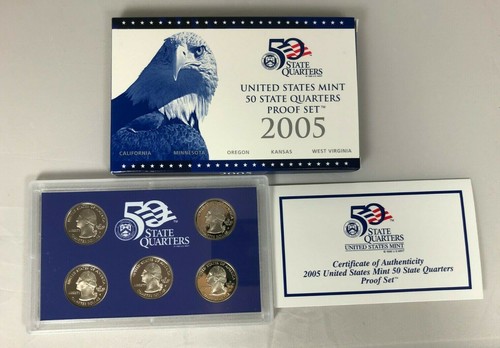 50
STATE
QUARTERS
UNITED STATES MINT
50 STATE QUARTERS
PROOF SET™
2005
CALIFORNIA MINNESOTA OREGON KANSAS WEST VIRGINIA
2005
50
STATE
QUARTERS
50
STATE
QUARTERS
UNITED STATES MINT
Certificate of Authenticity
2005 United States Mint 50 State Quarters
Proof Set™